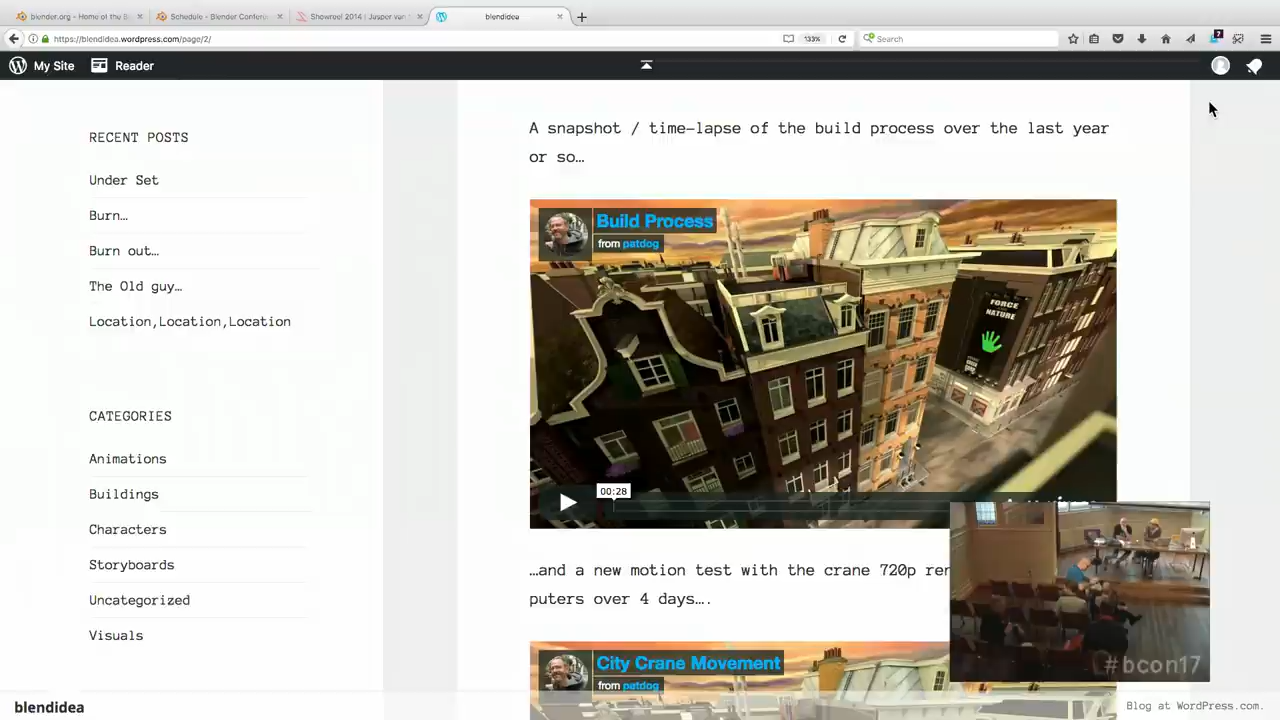 blender.org - Home of the Bl
Schedule - Blender Confere
Showreel 2014 | Jusper van
blendidea
https://blendidea.wordpress.com/page/2/
133%
Search
7
My Site
Reader
RECENT POSTS
Under Set
Burn…
Burn out…
The Old guy…
Location,Location,Location
CATEGORIES
Animations
Buildings
Characters
Storyboards
Uncategorized
Visuals
A snapshot / time-lapse of the build process over the last year
or so…
Build Process
from patdog
FORCE
NATURE
00:28
…and a new motion test with the crane 720p ren
puters over 4 days….
City Crane Movement
from patdog
#bcon17
blendidea
Blog at WordPress.com.